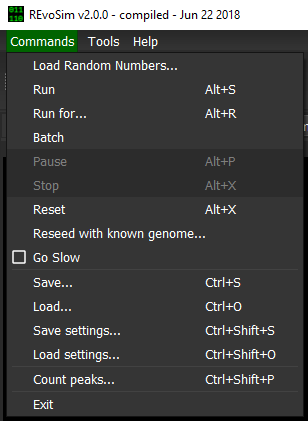 REvoSim v2.0.0 - compiled - Jun 22 2018
Commands Tools Help
Load Random Numbers...
Run Alt+S
Run for... Alt+R
Batch
Pause Alt+P
Stop Alt+X
Reset Alt+X
Reseed with known genome...
Go Slow
Save... Ctrl+S
Load... Ctrl+O
Save settings... Ctrl+Shift+S
Load settings... Ctrl+Shift+O
Count peaks... Ctrl+Shift+P
Exit